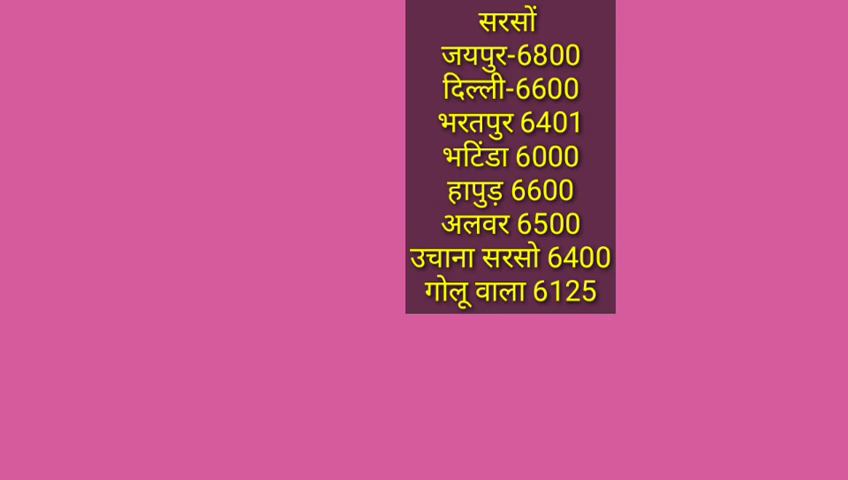 सरसों
जयपुर-6800
दिल्ली-6600
भरतपुर 6401
भटिंडा 6000
हापुड़ 6600
अलवर 6500
उचाना सरसो 6400
गोलू वाला 6125